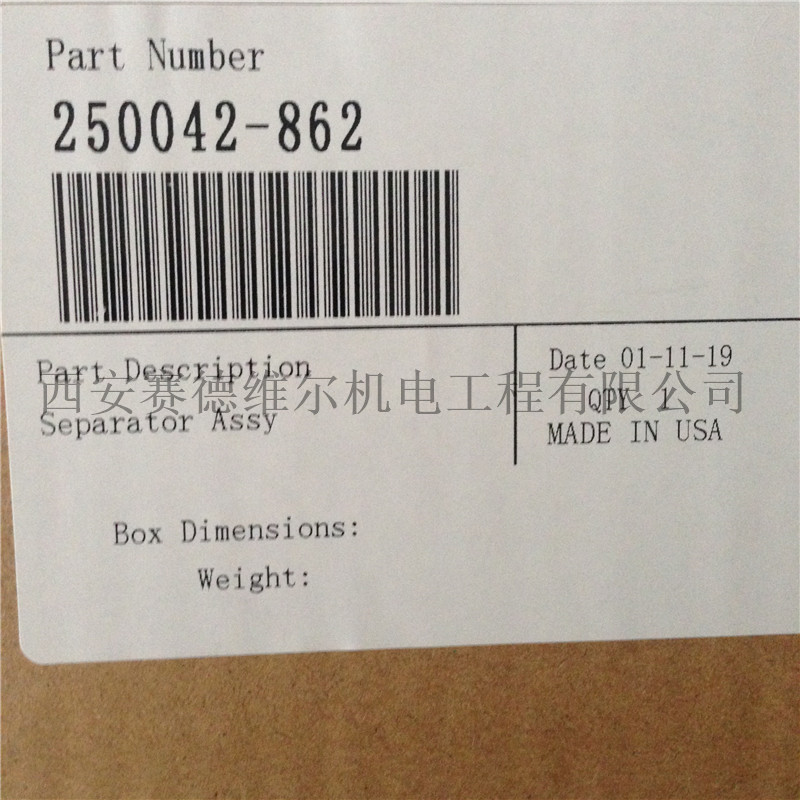 Part Number
250042-862
Part Description
Date 01-11-19
西安赛德维尔机电工程有限公司
QPY 1
Separator Assy
MADE IN USA
Box Dimensions:
Weight: